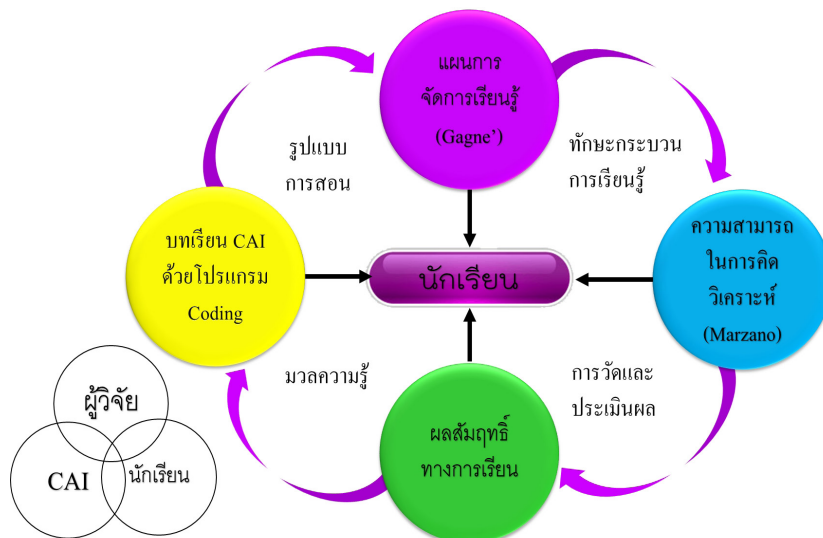 แผนการ
จัดการเรียนรู้
(Gagne’)
รูปแบบ
การสอน
ทักษะกระบวน
การเรียนรู้
บทเรียน CAI
ด้วยโปรแกรม
Coding
นักเรียน
ความสามารถ
ในการคิด
วิเคราะห์
(Marzano)
มวลความรู้
การวัดและ
ประเมินผล
ผลสัมฤทธิ์
ทางการเรียน
ผู้วิจัย
CAI
นักเรียน